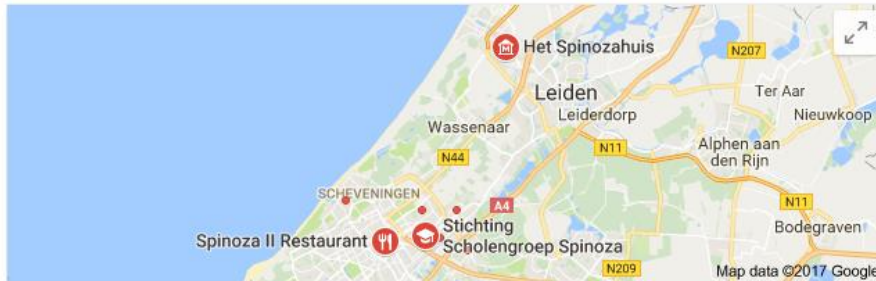 Het Spinozahuis
N207
Leiden
Ter Aar
Leiderdorp
Nieuwkoop
Wassenaar
N11
Alphen aan
den Rijn
N44
SCHEVENINGEN
A4
N11
Stichting
Scholengroep Spinoza
Spinoza II Restaurant
Bodegraven
N209
Map data ©2017 Google